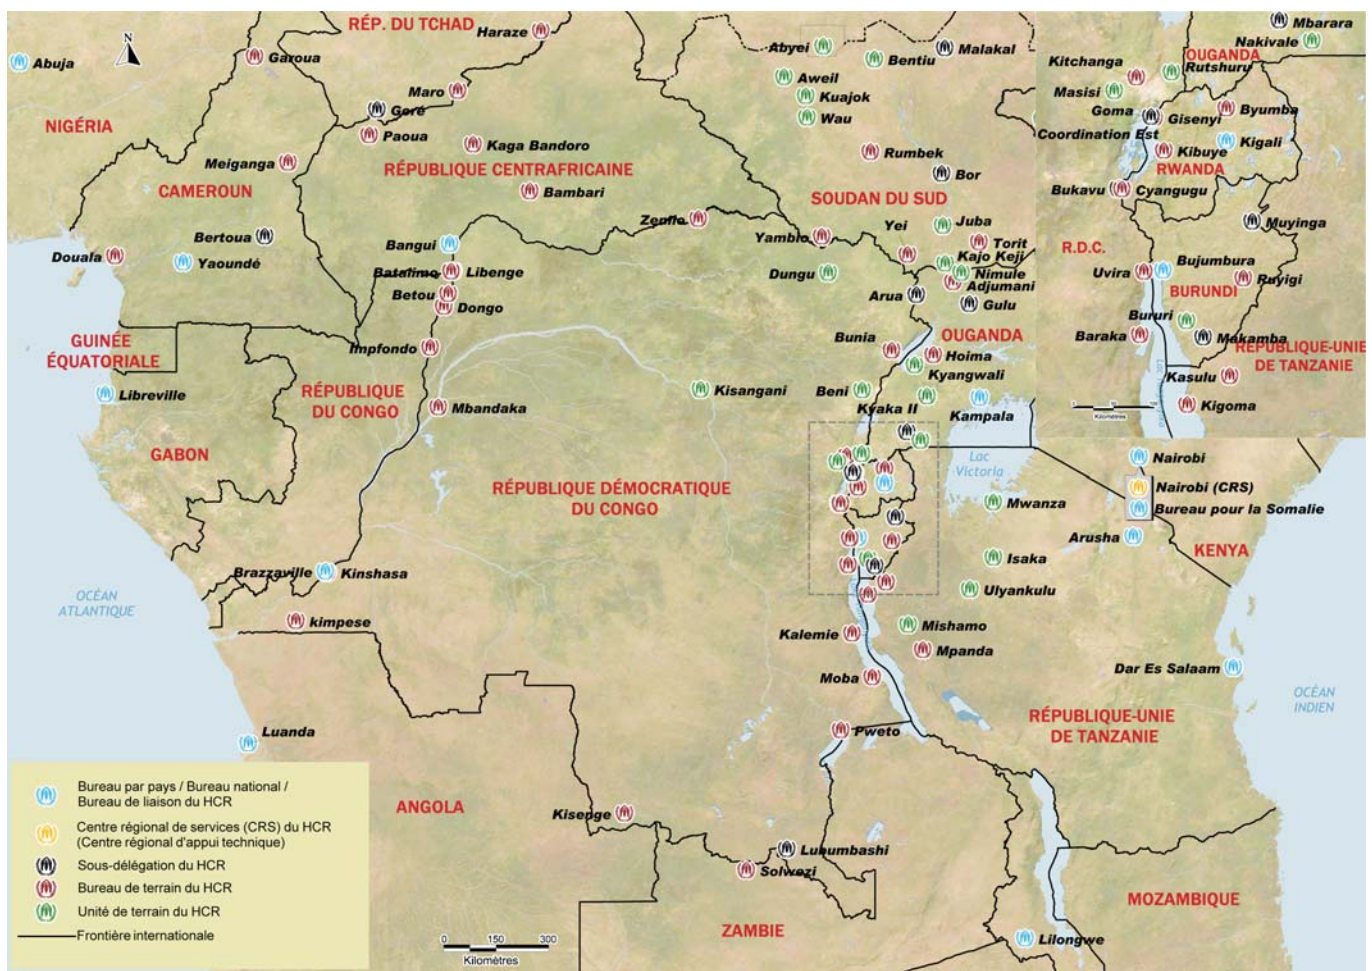 RÉP. DU TCHAD
Haraze
N
Abuja
Garoua
Maro
Goré
NIGÉRIA
Paoua
Kaga Bandoro
Meiganga
RÉPUBLIQUE CENTRAFRICAINE
CAMEROUN
Bambari
Bertoua
Bangui
Zemio
Douala
Yaoundé
Batalimo
Libenge
Betou
Dongo
GUINÉE
ÉQUATORIALE
Impfondo
Libreville
RÉPUBLIQUE
DU CONGO
Mbandaka
Kisangani
GABON
RÉPUBLIQUE DÉMOCRATIQUE
DU CONGO
Brazzaville
Kinshasa
OCÉAN
ATLANTIQUE
kimpese
Luanda
ANGOLA
Kisenge
Lubumbashi
Solwezi
ZAMBIE
Abyei
Bentiu
Malakal
Aweil
Kuajok
Wau
Rumbek
Bor
SOUDAN DU SUD
Yambio
Yei
Juba
Torit
Kajo Keji
Nimule
Dungu
Adjumani
Arua
Gulu
OUGANDA
Bunia
Hoima
Kyangwali
Beni
Kyaka II
Kampala
Lac
Victoria
Mwanza
Nairobi
Nairobi (CRS)
Bureau pour la Somalie
Arusha
KENYA
Isaka
Ulyankulu
Mishamo
Kalemie
Mpanda
Dar Es Salaam
Moba
OCÉAN
INDIEN
RÉPUBLIQUE-UNIE
DE TANZANIE
Pweto
MOZAMBIQUE
Lilongwe
Mbarara
Nakivale
OUGANDA
Kitchanga
Rutshuru
Masisi
Goma
Gisenyi
Byumba
Coordination Est
Kigali
Kibuye
RWANDA
Bukavu
Cyangugu
Muyinga
R.D.C.
Uvira
Bujumbura
Ruyigi
BURUNDI
Bururi
Baraka
Makamba
RÉPUBLIQUE-UNIE
DE TANZANIE
Kasulu
Kigoma
Kilomètres
Bureau par pays / Bureau national /
Bureau de liaison du HCR
Centre régional de services (CRS) du HCR
(Centre régional d'appui technique)
Sous-délégation du HCR
Bureau de terrain du HCR
Unité de terrain du HCR
Frontière internationale
0 150 300
Kilomètres